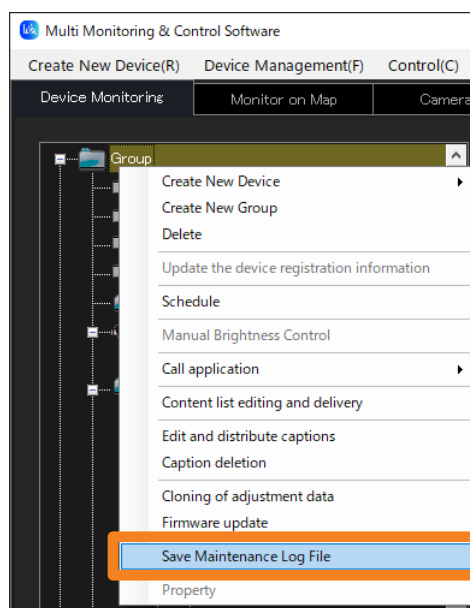 Multi Monitoring & Control Software
Create New Device(R) Device Management(F) Control(C)
Device Monitoring Monitor on Map Camera
Group
Create New Device
Create New Group
Delete
Update the device registration information
Schedule
Manual Brightness Control
Call application
Content list editing and delivery
Edit and distribute captions
Caption deletion
Cloning of adjustment data
Firmware update
Save Maintenance Log File
Property